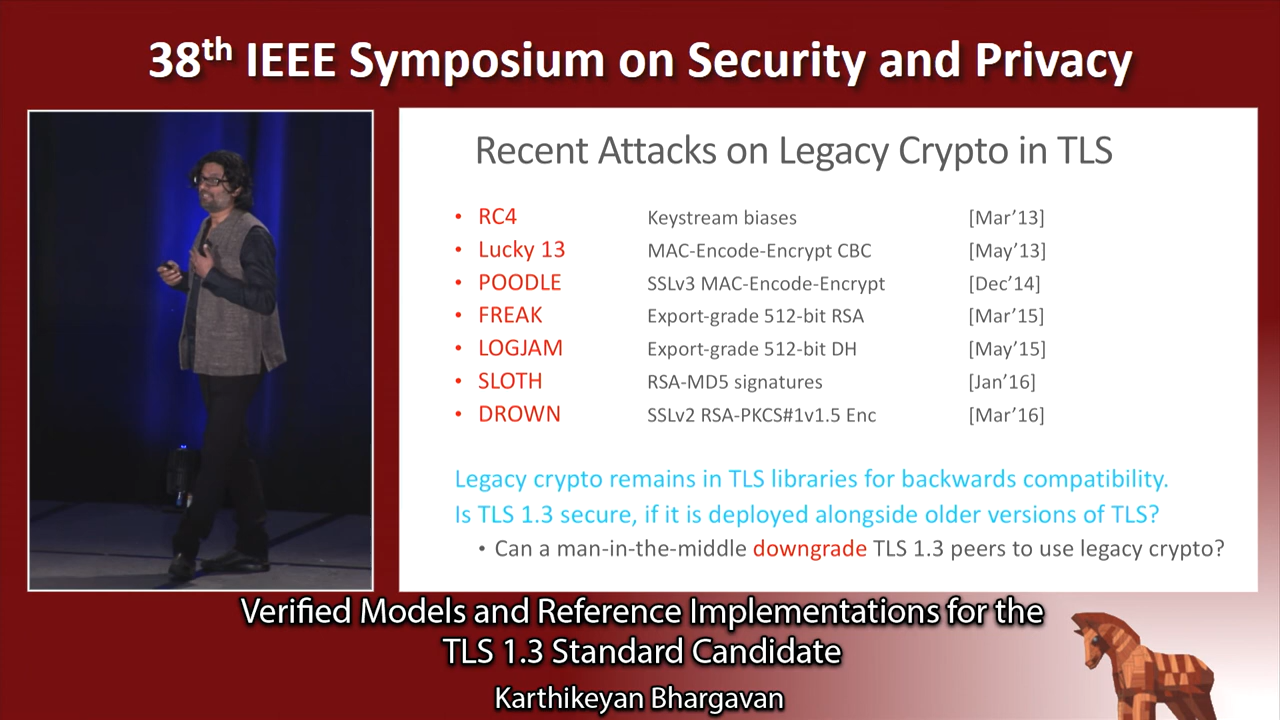 38th IEEE Symposium on Security and Privacy
Recent Attacks on Legacy Crypto in TLS
• RC4 Keystream biases [Mar’13]
• Lucky 13 MAC-Encode-Encrypt CBC [May’13]
• POODLE SSLv3 MAC-Encode-Encrypt [Dec’14]
• FREAK Export-grade 512-bit RSA [Mar’15]
• LOGJAM Export-grade 512-bit DH [May’15]
• SLOTH RSA-MD5 signatures [Jan’16]
• DROWN SSLv2 RSA-PKCS#1v1.5 Enc [Mar’16]
Legacy crypto remains in TLS libraries for backwards compatibility.
Is TLS 1.3 secure, if it is deployed alongside older versions of TLS?
• Can a man-in-the-middle downgrade TLS 1.3 peers to use legacy crypto?
Verified Models and Reference Implementations for the
TLS 1.3 Standard Candidate
Karthikeyan Bhargavan